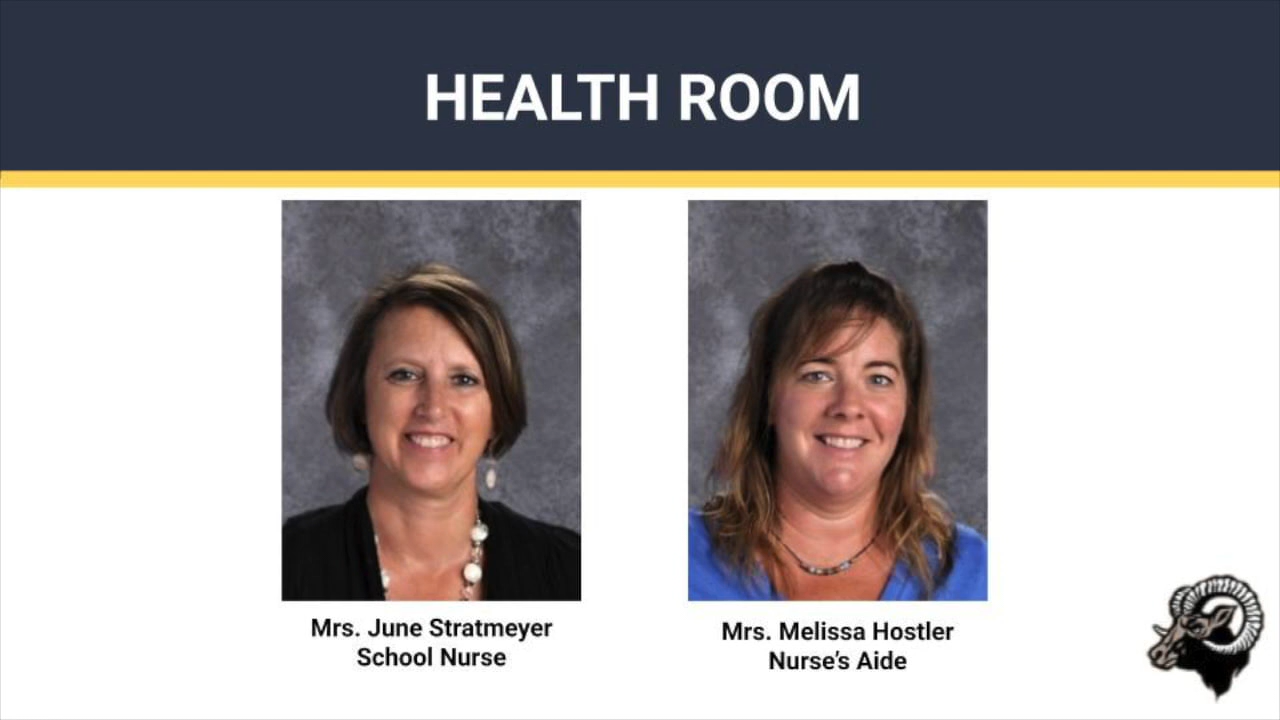 HEALTH ROOM
Mrs. June Stratmeyer
School Nurse
Mrs. Melissa Hostler
Nurse’s Aide